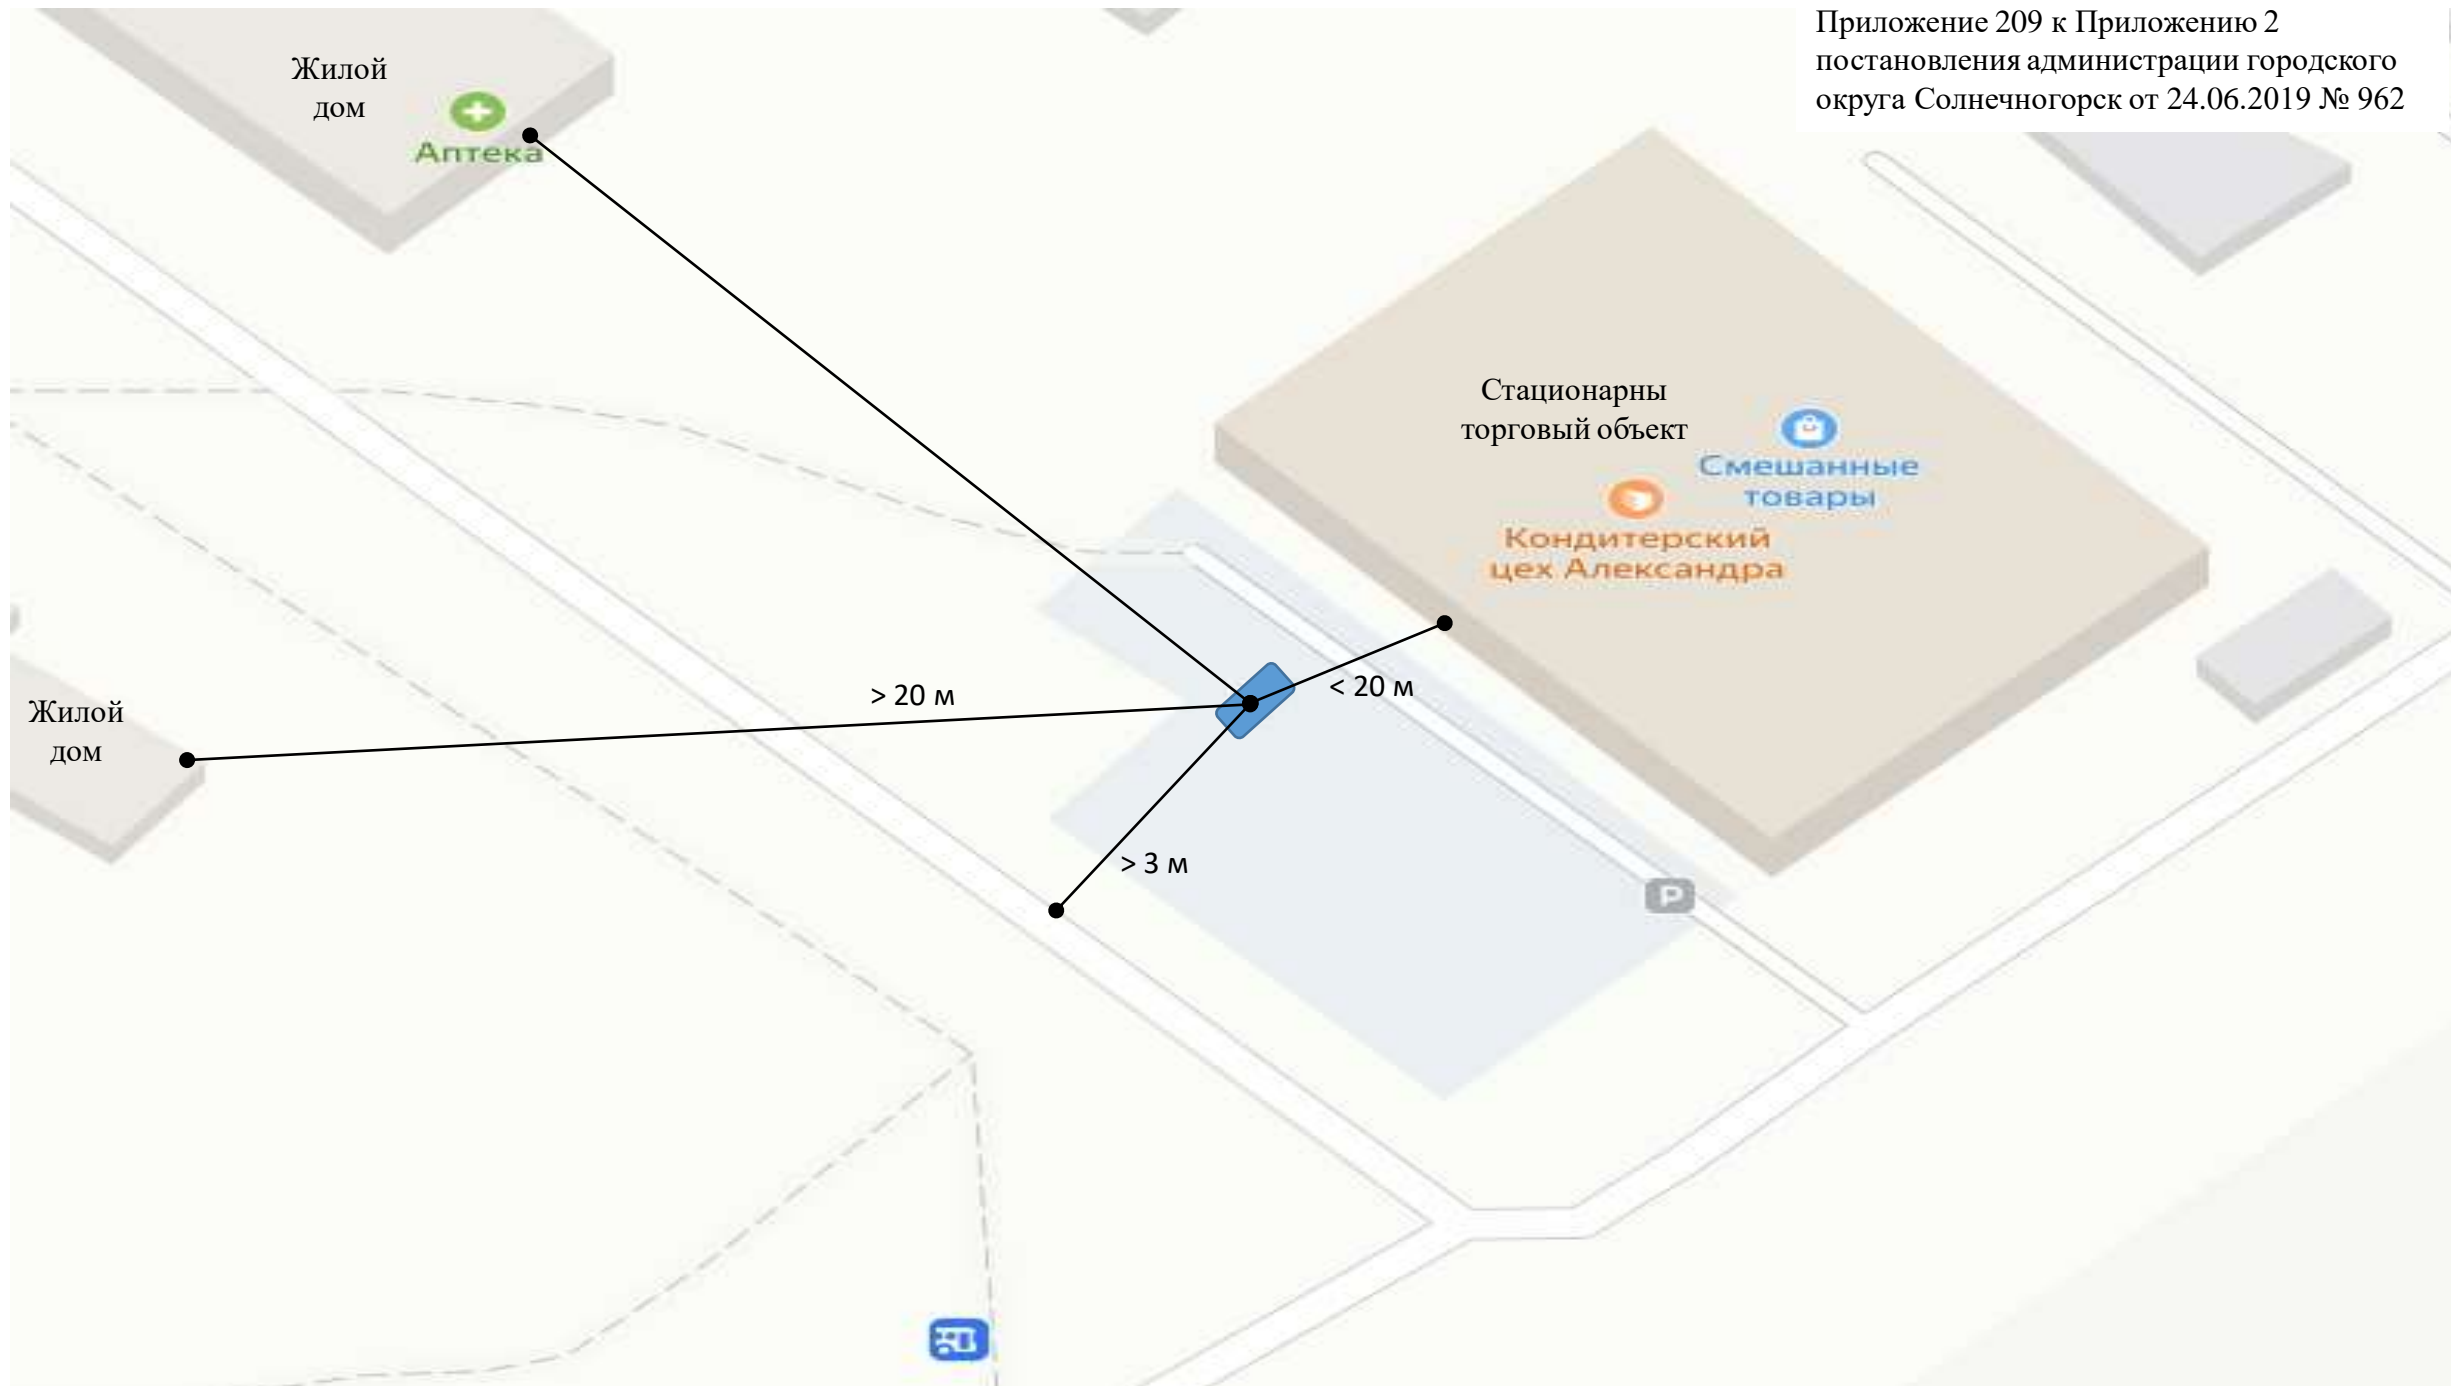 Приложение 209 к Приложению 2
постановления администрации городского
округа Солнечногорск от 24.06.2019 № 962
Жилой
дом
Аптека
Стационарны
торговый объект
Смешанные
товары
Кондитерский
цех Александра
> 20 м
< 20 м
Жилой
дом
> 3 м
P